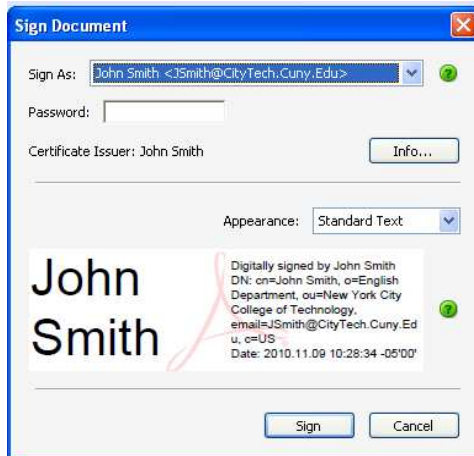 Sign Document
Sign As: John Smith <JSmith@CityTech.Cuny.Edu>
Password:
Certificate Issuer: John Smith
Info...
Appearance: Standard Text
John
Smith
Digitally signed by John Smith
DN: cn=John Smith, o=English
Department, ou=New York City
College of Technology,
email=JSmith@CityTech.Cuny.Ed
u, c=US
Date: 2010.11.09 10:28:34 -05'00'
Sign
Cancel